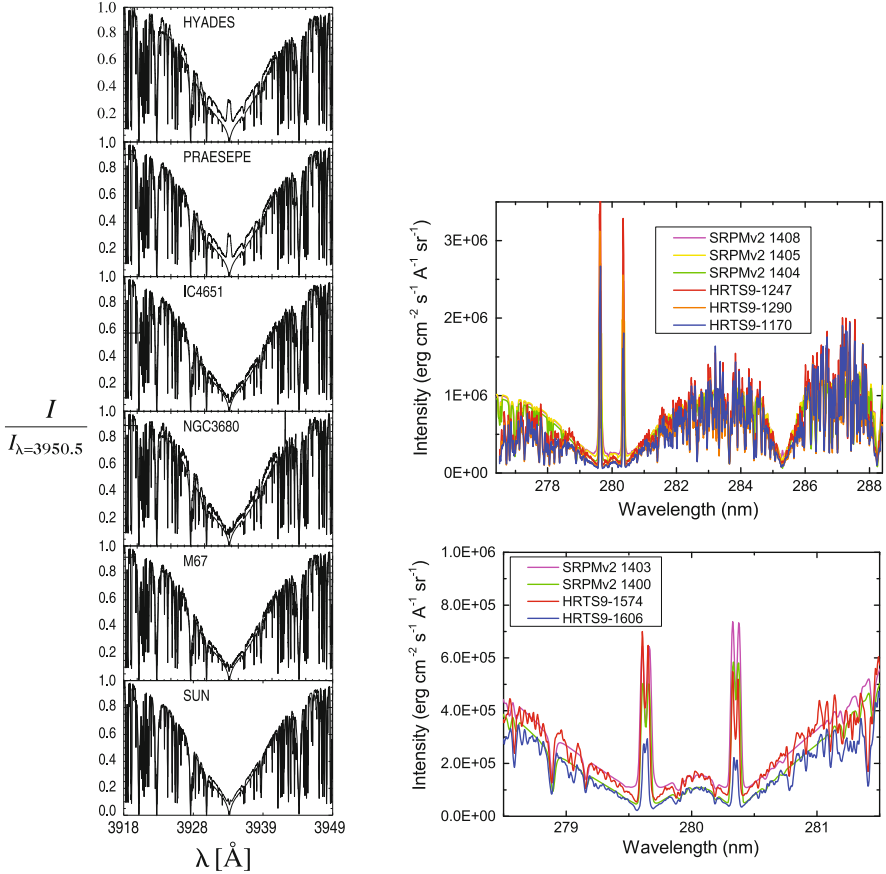 HYADES
1.0
0.8
0.6
0.4
0.2
PRAESEPE
1.0
0.8
0.6
0.4
0.2
IC4651
1.0
0.8
0.6
0.4
0.2
NGC3680
1.0
0.8
0.6
0.4
0.2
M67
1.0
0.8
0.6
0.4
0.2
SUN
1.0
0.8
0.6
0.4
0.2
0.0
3918 3928 3939 3949
λ [Å]
I
I λ=3950.5
Intensity (erg cm-2 s-1 A-1 sr-1)
3E+06
2E+06
1E+06
0E+00
SRPMv2 1408
SRPMv2 1405
SRPMv2 1404
HRTS9-1247
HRTS9-1290
HRTS9-1170
278 280 282 284 286 288
Wavelength (nm)
Intensity (erg cm-2 s-1 A-1 sr-1)
1.0E+06
8.0E+05
6.0E+05
4.0E+05
2.0E+05
0.0E+00
SRPMv2 1403
SRPMv2 1400
HRTS9-1574
HRTS9-1606
279 280 281
Wavelength (nm)